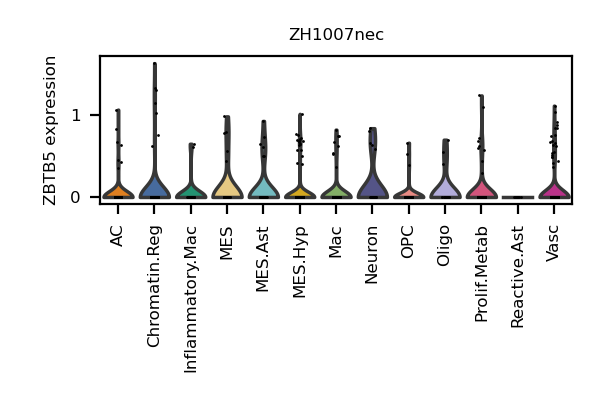 ZH1007nec
ZBTB5 expression
1
0
AC
Chromatin.Reg
Inflammatory.Mac
MES
MES.Ast
MES.Hyp
Mac
Neuron
OPC
Oligo
Prolif.Metab
Reactive.Ast
Vasc